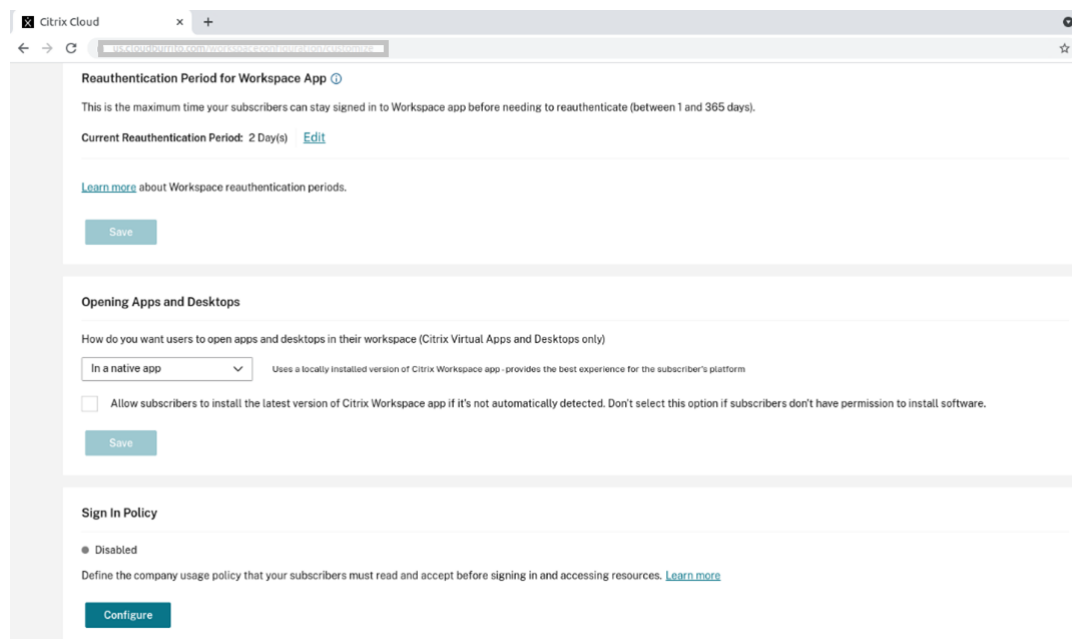 Citrix Cloud
Reauthentication Period for Workspace App
This is the maximum time your subscribers can stay signed in to Workspace app before needing to reauthenticate (between 1 and 365 days).
Current Reauthentication Period: 2 Day(s) Edit
Learn more about Workspace reauthentication periods.
Save
Opening Apps and Desktops
How do you want users to open apps and desktops in their workspace (Citrix Virtual Apps and Desktops only)
In a native app Uses a locally installed version of Citrix Workspace app - provides the best experience for the subscriber's platform
Allow subscribers to install the latest version of Citrix Workspace app if it's not automatically detected. Don't select this option if subscribers don't have permission to install software.
Save
Sign In Policy
Disabled
Define the company usage policy that your subscribers must read and accept before signing in and accessing resources. Learn more
Configure